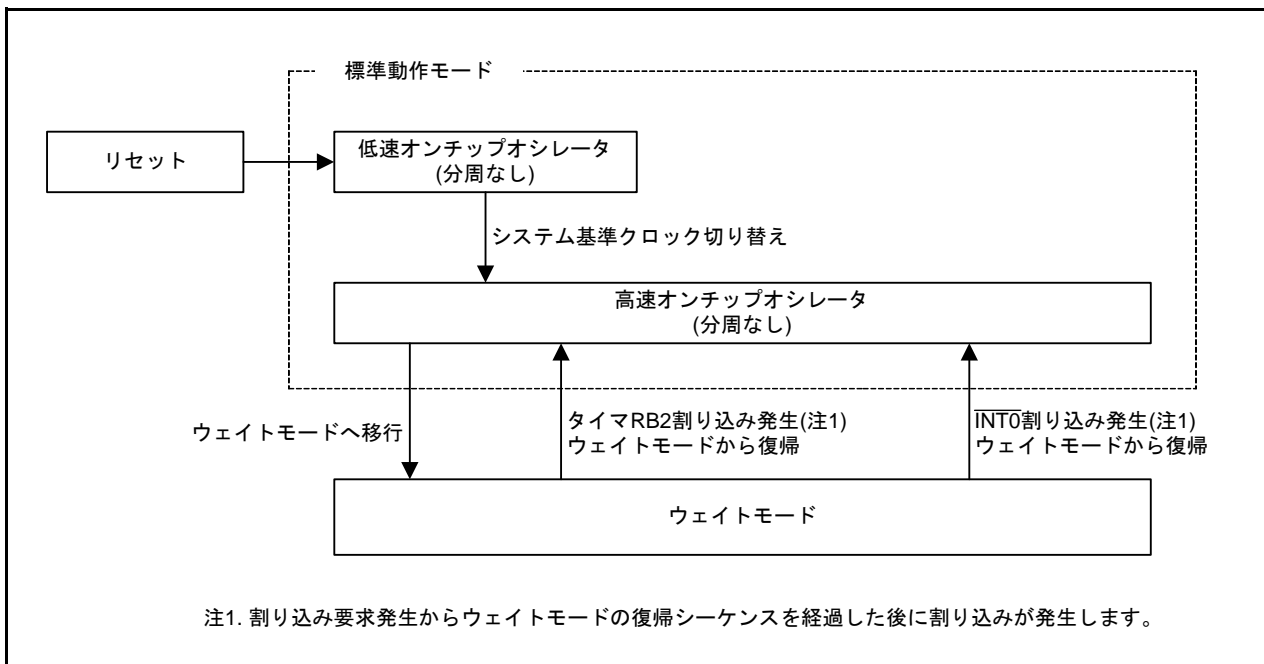 標準動作モード
リセット
低速オンチップオシレータ
(分周なし)
システム基準クロック切り替え
高速オンチップオシレータ
(分周なし)
ウェイトモードへ移行
タイマRB2割り込み発生(注1)
ウェイトモードから復帰
INT0割り込み発生(注1)
ウェイトモードから復帰
ウェイトモード
注1. 割り込み要求発生からウェイトモードの復帰シーケンスを経過した後に割り込みが発生します。